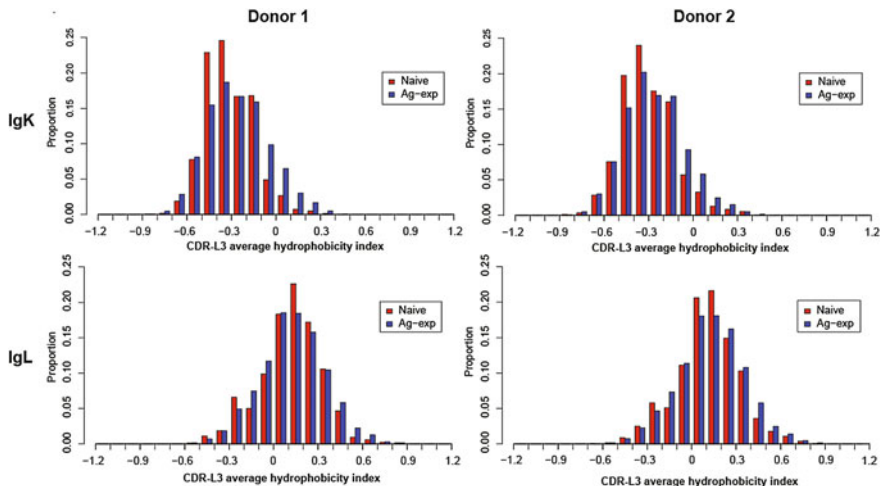 Donor 1
Donor 2
IgK
Proportion
0.00 0.05 0.10 0.15 0.20 0.25
Naive
Ag-exp
−1.2 −0.9 −0.6 −0.3 0 0.3 0.6 0.9 1.2
CDR-L3 average hydrophobicity index
Proportion
0.00 0.05 0.10 0.15 0.20 0.25
Naive
Ag-exp
−1.2 −0.9 −0.6 −0.3 0 0.3 0.6 0.9 1.2
CDR-L3 average hydrophobicity index
IgL
Proportion
0.00 0.05 0.10 0.15 0.20 0.25
Naive
Ag-exp
−1.2 −0.9 −0.6 −0.3 0 0.3 0.6 0.9 1.2
CDR-L3 average hydrophobicity index
Proportion
0.00 0.05 0.10 0.15 0.20 0.25
Naive
Ag-exp
−1.2 −0.9 −0.6 −0.3 0 0.3 0.6 0.9 1.2
CDR-L3 average hydrophobicity index